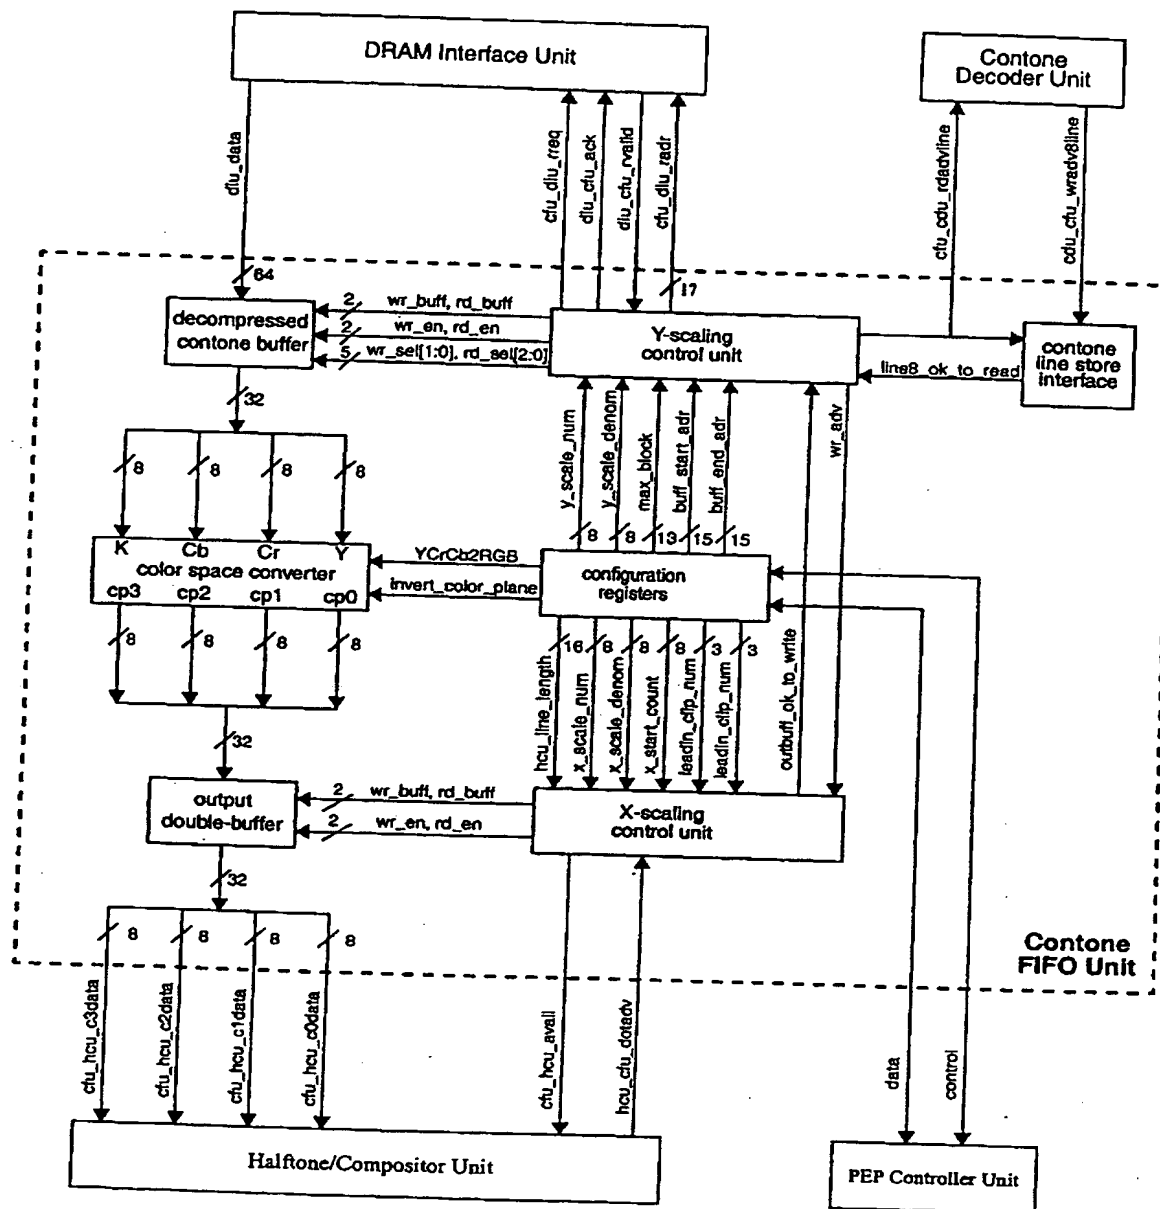 DRAM Interface Unit
Contone
Decoder Unit
diu_data
cfu_diu_rreq
diu_cfu_ack
diu_cfu_rvalid
cfu_diu_radr
cfu_cdu_rdadvline
cdu_cfu_wradv8line
64
17
decompressed
contone buffer
2
wr_buff, rd_buff
2
wr_en, rd_en
5
wr_sel[1:0], rd_sel[2:0]
Y-scaling
control unit
line8_ok_to_read
contone
line store
interface
32
8
8
8
8
y_scale_num
y_scale_denom
max_block
buff_start_adr
buff_end_adr
wr_adv
8
8
13
15
15
K
Cb
Cr
Y
color space converter
cp3
cp2
cp1
cp0
YCrCb2RGB
invert_color_plane
configuration
registers
8
8
8
8
16
8
8
8
3
3
hcu_line_length
x_scale_num
x_scale_denom
x_start_count
leadin_clip_num
leadin_clip_num
outbuff_ok_to_write
32
output
double-buffer
2
wr_buff, rd_buff
2
wr_en, rd_en
X-scaling
control unit
32
8
8
8
8
Contone
FIFO Unit
cfu_hcu_c3data
cfu_hcu_c2data
cfu_hcu_c1data
cfu_hcu_c0data
cfu_hcu_avail
hcu_cfu_dotadv
data
control
Halftone/Compositor Unit
PEP Controller Unit